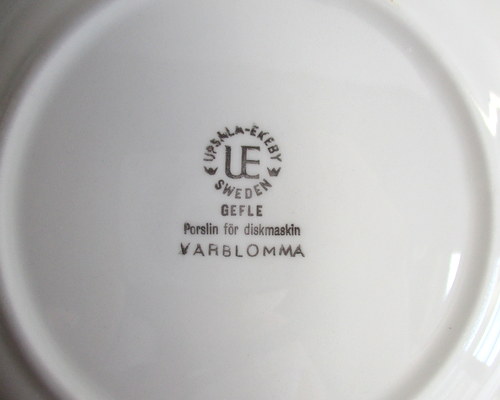 UPSALA-EKEBY
UE
SWEDEN
GEFLE
Porslin för diskmaskin
VARBLOMMA